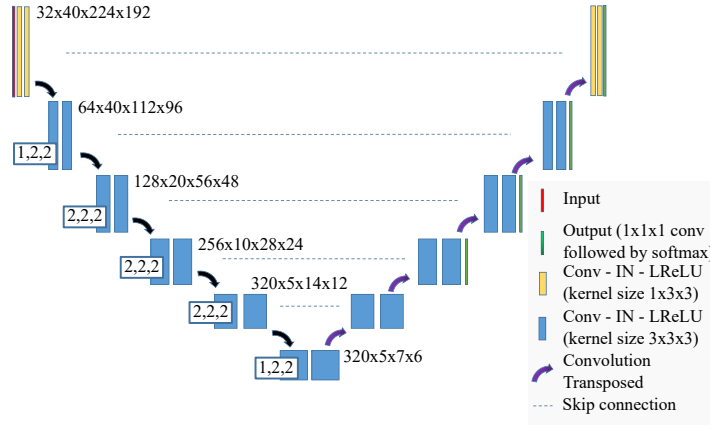 32x40x224x192
64x40x112x96
1,2,2
128x20x56x48
2,2,2
256x10x28x24
2,2,2
320x5x14x12
2,2,2
320x5x7x6
1,2,2
Input
Output (1x1x1 conv
followed by softmax)
Conv - IN - LReLU
(kernel size 1x3x3)
Conv - IN - LReLU
(kernel size 3x3x3)
Convolution
Transposed
Skip connection